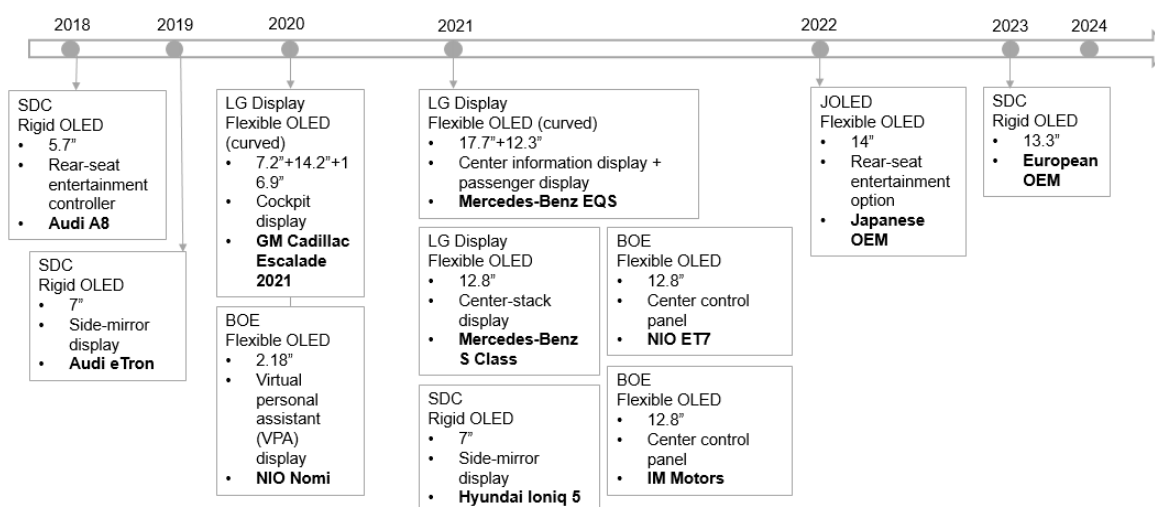 2018
2019
2020
2021
2022
2023
2024
SDC
Rigid OLED
• 5.7”
• Rear-seat
entertainment
controller
• Audi A8
SDC
Rigid OLED
• 7”
• Side-mirror
display
• Audi eTron
LG Display
Flexible OLED
(curved)
• 7.2”+14.2”+1
6.9”
• Cockpit
display
• GM Cadillac
Escalade
2021
BOE
Flexible OLED
• 2.18”
• Virtual
personal
assistant
(VPA)
display
• NIO Nomi
LG Display
Flexible OLED (curved)
• 17.7”+12.3”
• Center information display +
passenger display
• Mercedes-Benz EQS
LG Display
Flexible OLED
• 12.8”
• Center-stack
display
• Mercedes-Benz
S Class
SDC
Rigid OLED
• 7”
• Side-mirror
display
• Hyundai Ioniq 5
BOE
Flexible OLED
• 12.8”
• Center control
panel
• NIO ET7
BOE
Flexible OLED
• 12.8”
• Center control
panel
• IM Motors
JOLED
Flexible OLED
• 14”
• Rear-seat
entertainment
option
• Japanese
OEM
SDC
Rigid OLED
• 13.3”
• European
OEM